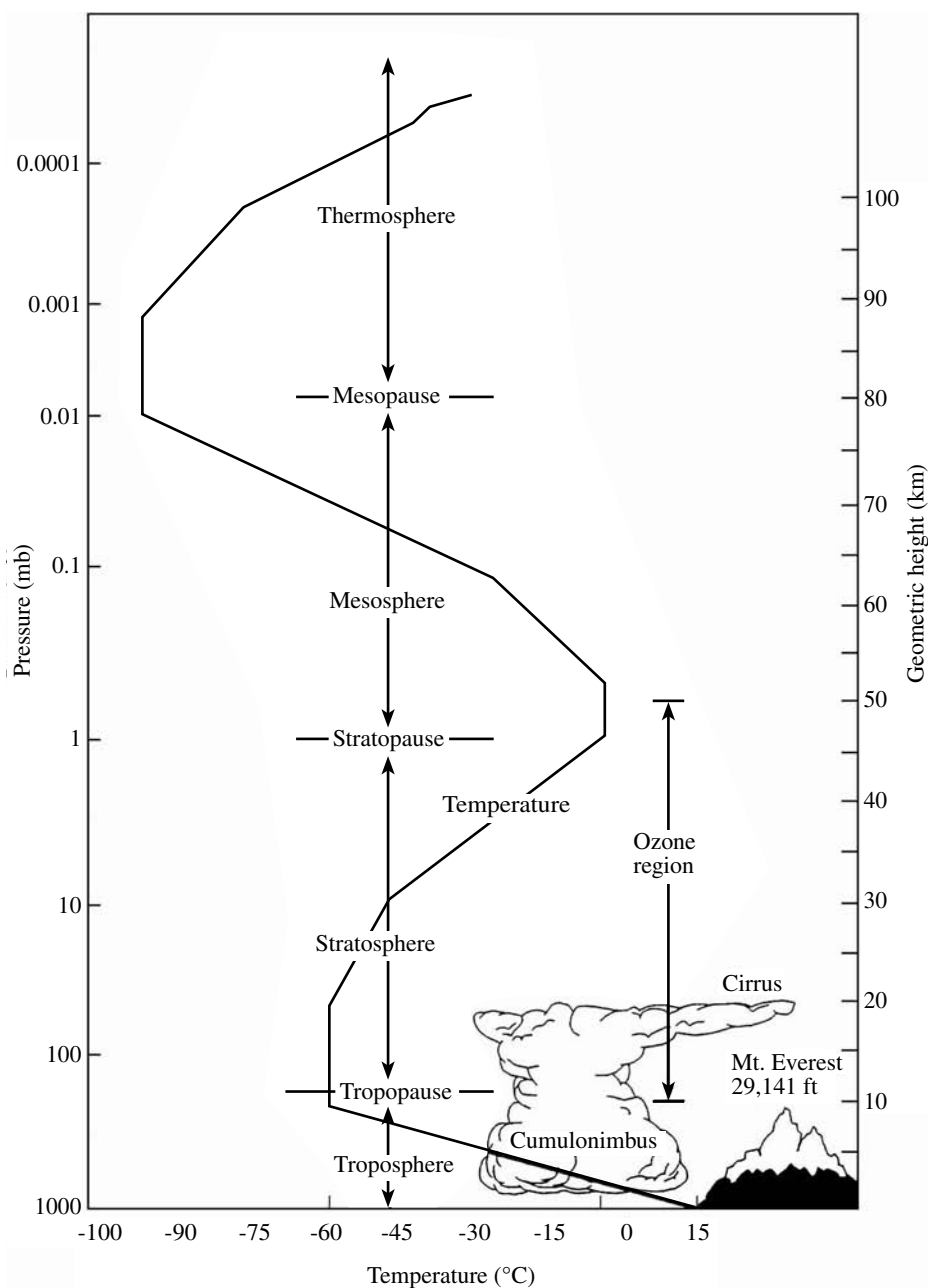 0.0001
0.001
0.01
0.1
1
10
100
1000
Pressure (mb)
Thermosphere
Mesopause
Mesosphere
Stratopause
Temperature
Stratosphere
Tropopause
Troposphere
Ozone
region
Cirrus
Cumulonimbus
Mt. Everest
29,141 ft
100
90
80
70
60
50
40
30
20
10
Geometric height (km)
-100 -90 -60 -45 -30 -15 0 15
Temperature (°C)